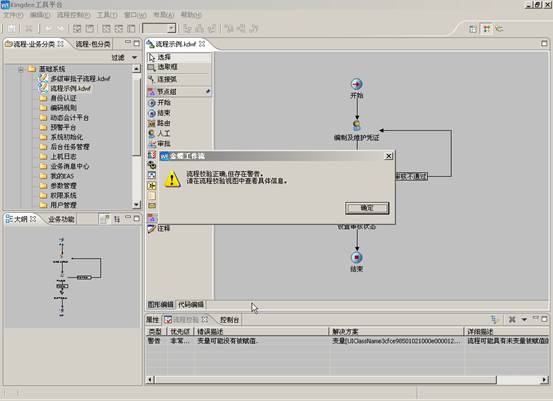 Kingdee工具平台
文件(F) 编辑(E) 流程控制(P) 工具(T) 窗口(W) 布局(A) 帮助(H)
流程-业务分类 流程-包分类
过滤
基础系统
多级审批子流程.kdwf
流程示例.kdwf
身份认证
编码规则
动态会计平台
预警平台
系统初始化
后台任务管理
上机日志
业务消息中心
我的EAS
参数管理
权限系统
用户管理
大纲 业务功能
流程示例.kdwf
选择
选取框
连接弧
节点组
开始
结束
路由
人工
审批
注释
开始
编制及维护凭证
审核不通过
设置审核状态
结束
金蝶工作流
流程校验正确,但存在警告。
请在流程校验视图中查看具体信息。
确定
图形编辑 代码编辑
属性 流程校验 控制台
类型 优先级 错误描述 解决方案 详细描述
警告 非常... 变量可能没有被赋值. 变量[UIClassName3cfce98501021000e000012... 流程可能具有未变量被赋值的